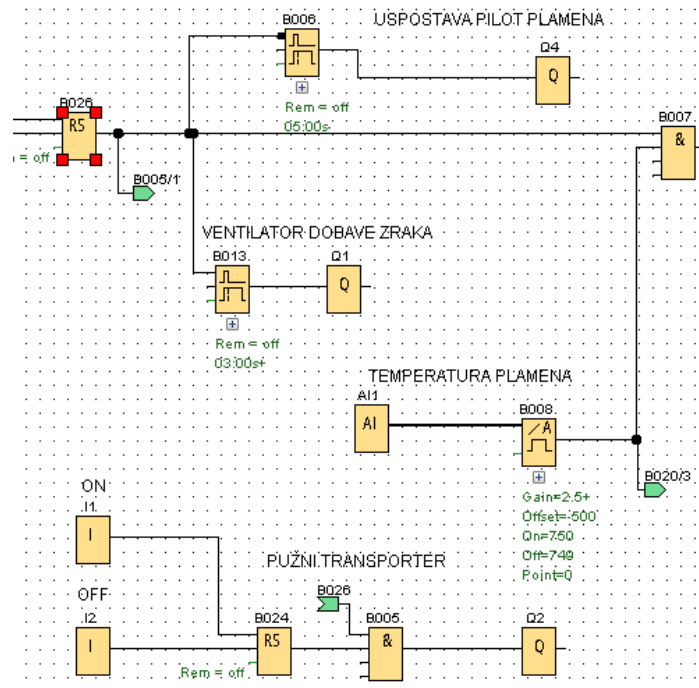 B006
USPOSTAVA PILOT PLAMENA
Q4
Q
Rem = off
05:00s-
B026
RS
= off
B005/1
B007
&
VENTILATOR DOBAVE ZRAKA
B013
Q1
Q
Rem = off
03:00s+
TEMPERATURA PLAMENA
AI1
AI
B008
/A
B020/3
Gain=2.5+
Offset=-500
On=750
Off=749
Point=0
ON
I1
I
PUŽNI TRANSPORTER
OFF
I2
I
B024
RS
Rem = off
B026
B005
&
Q2
Q